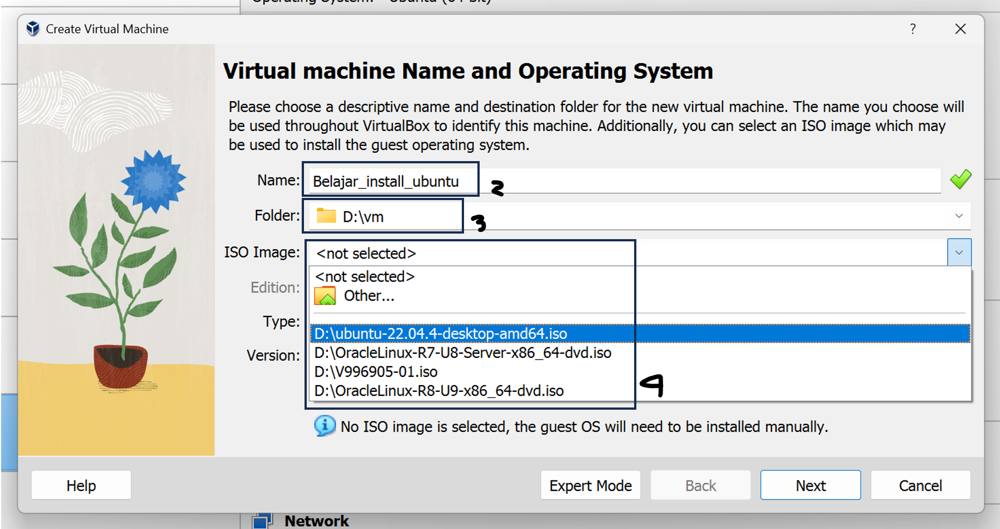 Operating System: Ubuntu (64-bit)
Create Virtual Machine
?
Virtual machine Name and Operating System
Please choose a descriptive name and destination folder for the new virtual machine. The name you choose will
be used throughout VirtualBox to identify this machine. Additionally, you can select an ISO image which may
be used to install the guest operating system.
Name: Belajar_install_ubuntu 2
Folder: D:\vm 3
ISO Image: <not selected>
<not selected>
Edition:
Other...
Type:
D:\ubuntu-22.04.4-desktop-amd64.iso
D:\OracleLinux-R7-U8-Server-x86_64-dvd.iso
Version:
D:\V996905-01.iso
D:\OracleLinux-R8-U9-x86_64-dvd.iso
4
No ISO image is selected, the guest OS will need to be installed manually.
Help Expert Mode Back Next Cancel
Network